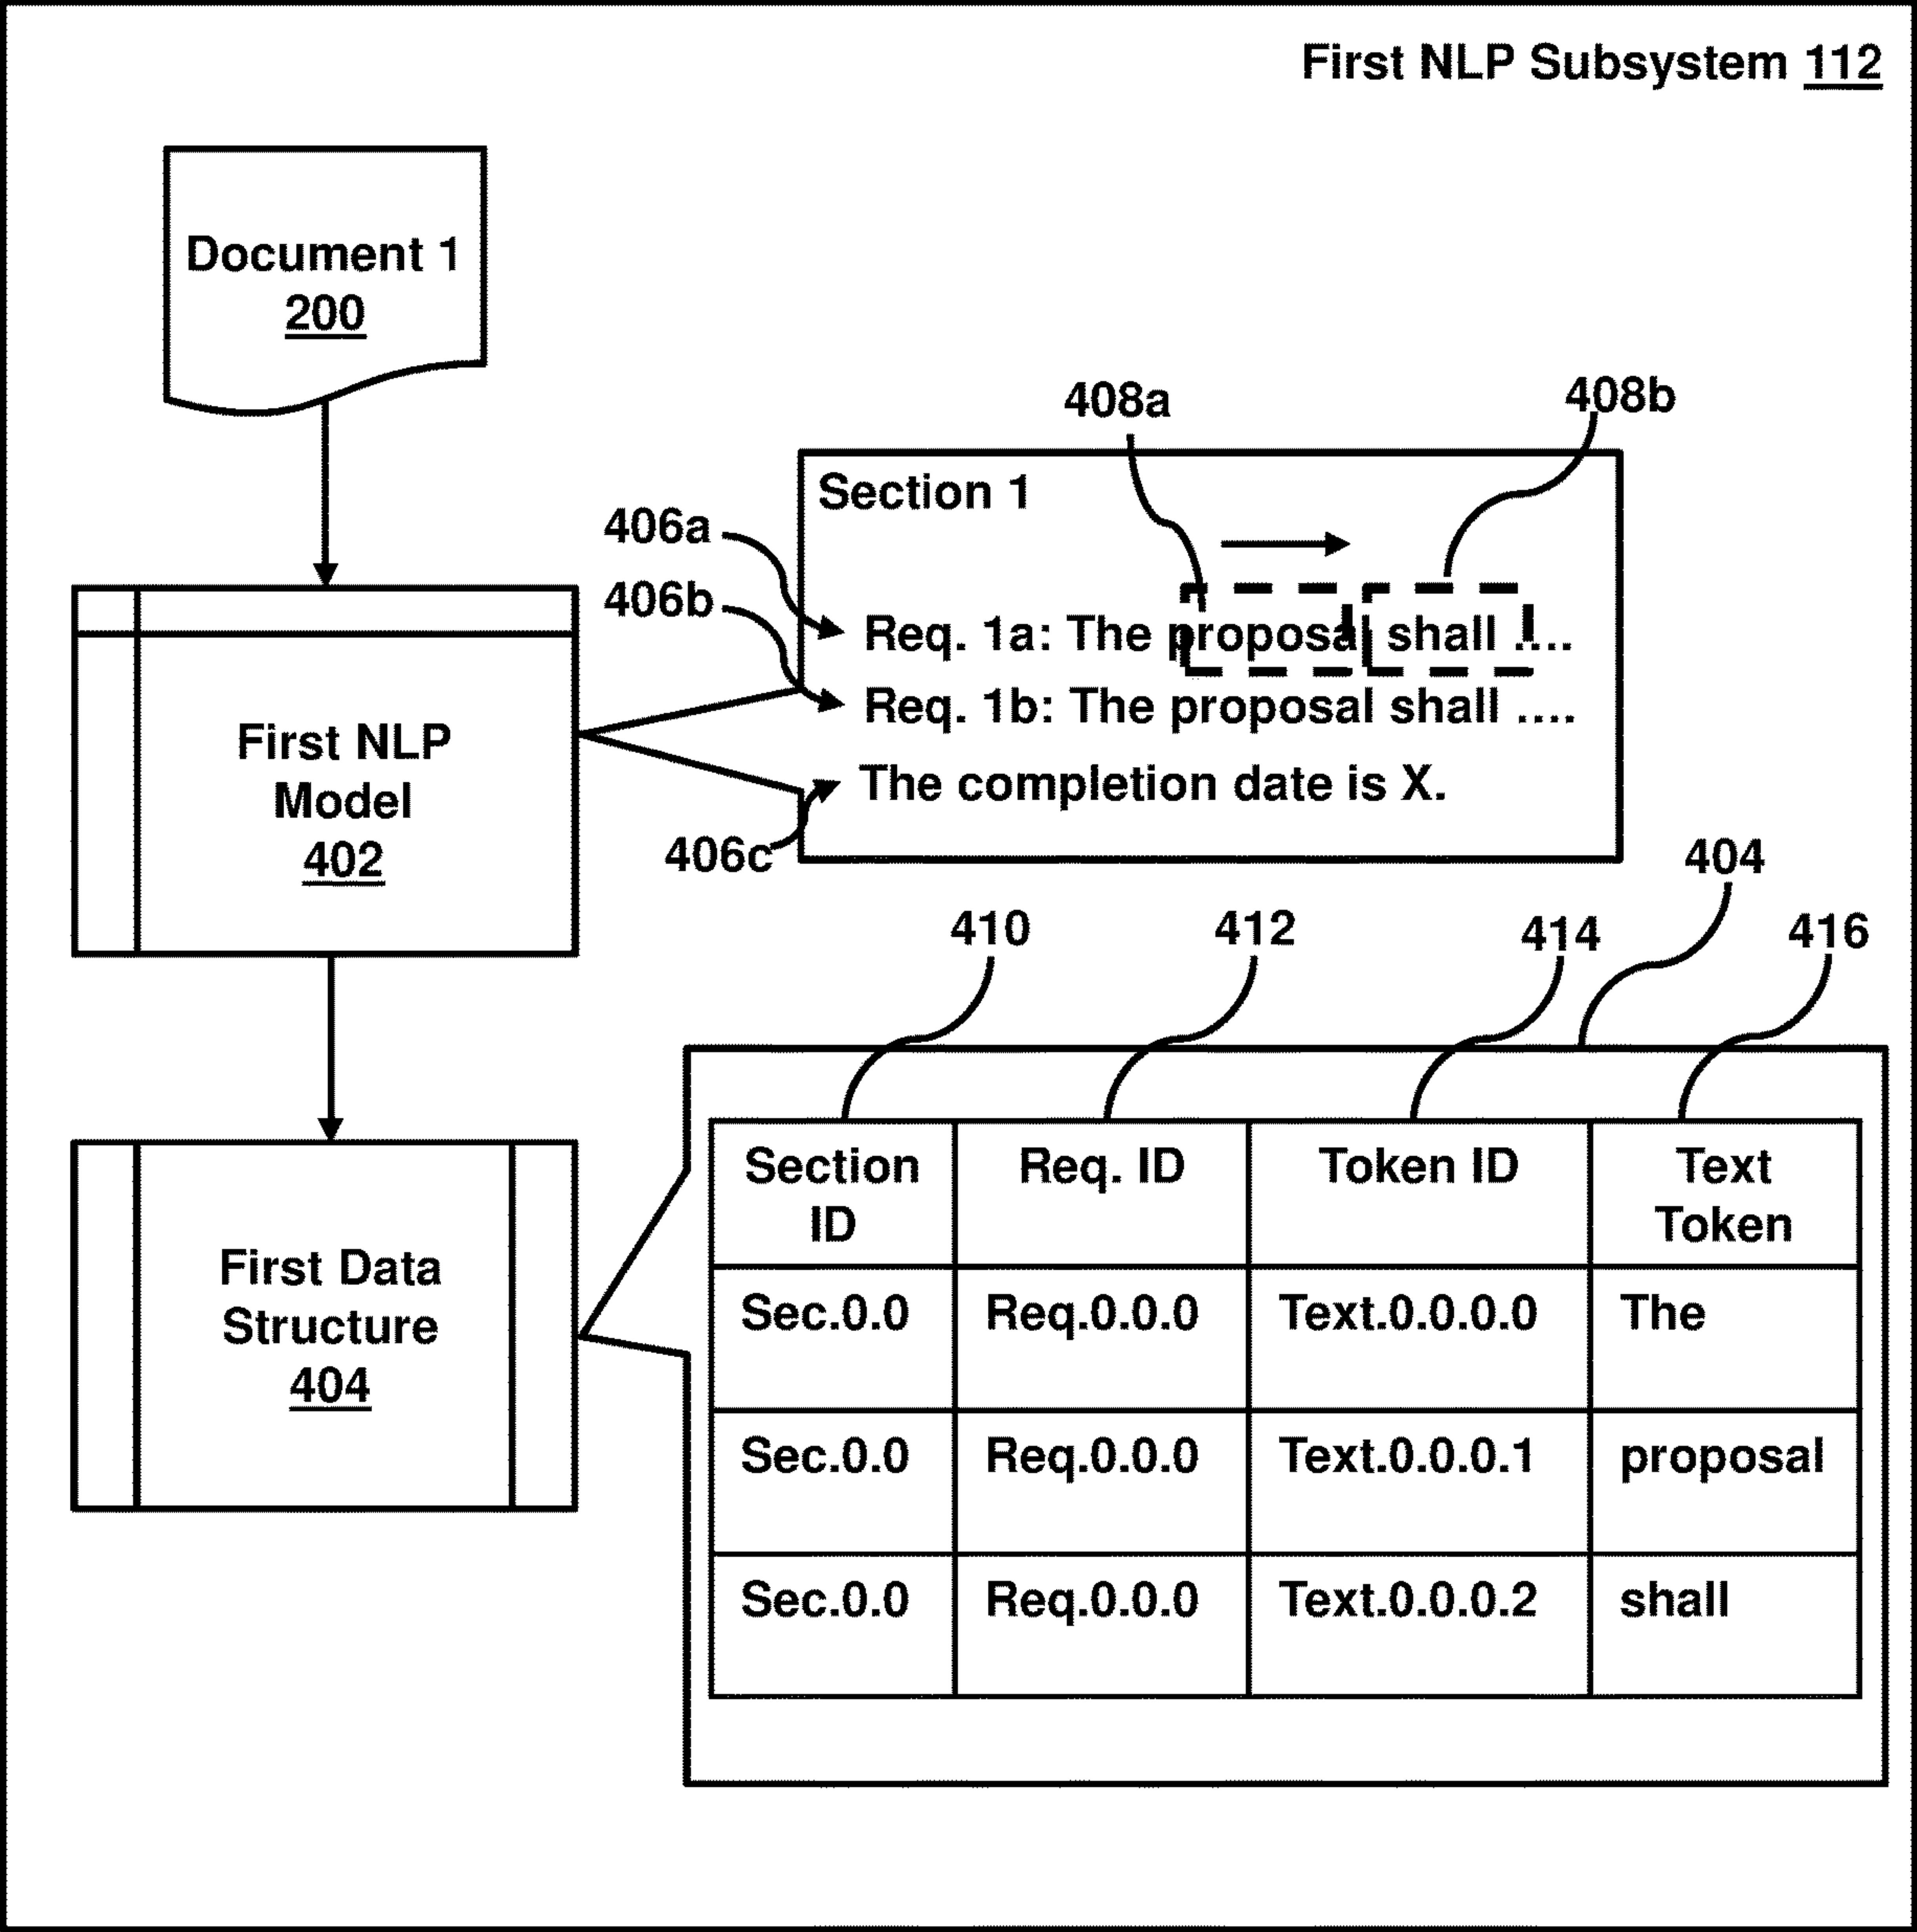 First NLP Subsystem 112
Document 1
200
408a
408b
Section 1
406a
406b
Req. 1a: The proposal shall ....
Req. 1b: The proposal shall ....
The completion date is X.
406c
First NLP
Model
402
404
410
412
414
416
Section
ID
Req. ID
Token ID
Text
Token
Sec.0.0
Req.0.0.0
Text.0.0.0.0
The
Sec.0.0
Req.0.0.0
Text.0.0.0.1
proposal
Sec.0.0
Req.0.0.0
Text.0.0.0.2
shall
First Data
Structure
404